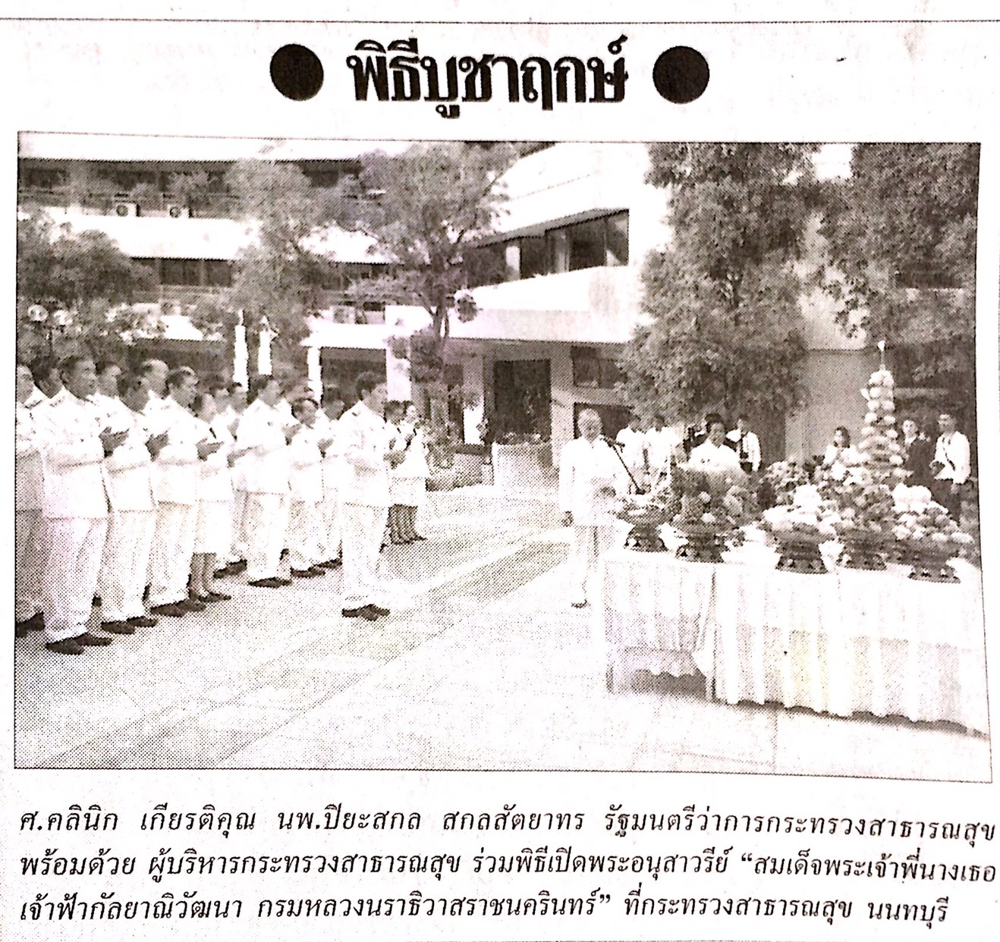 ● พิธีบูชาฤกษ์ ●
ศ.คลินิก เกียรติคุณ นพ.ปิยะสกล สกลสัตยาทร รัฐมนตรีว่าการกระทรวงสาธารณสุข
พร้อมด้วย ผู้บริหารกระทรวงสาธารณสุข ร่วมพิธีเปิดพระอนุสาวรีย์ “สมเด็จพระเจ้าพี่นางเธอ
เจ้าฟ้ากัลยาณิวัฒนา กรมหลวงนราธิวาสราชนครินทร์” ที่กระทรวงสาธารณสุข นนทบุรี